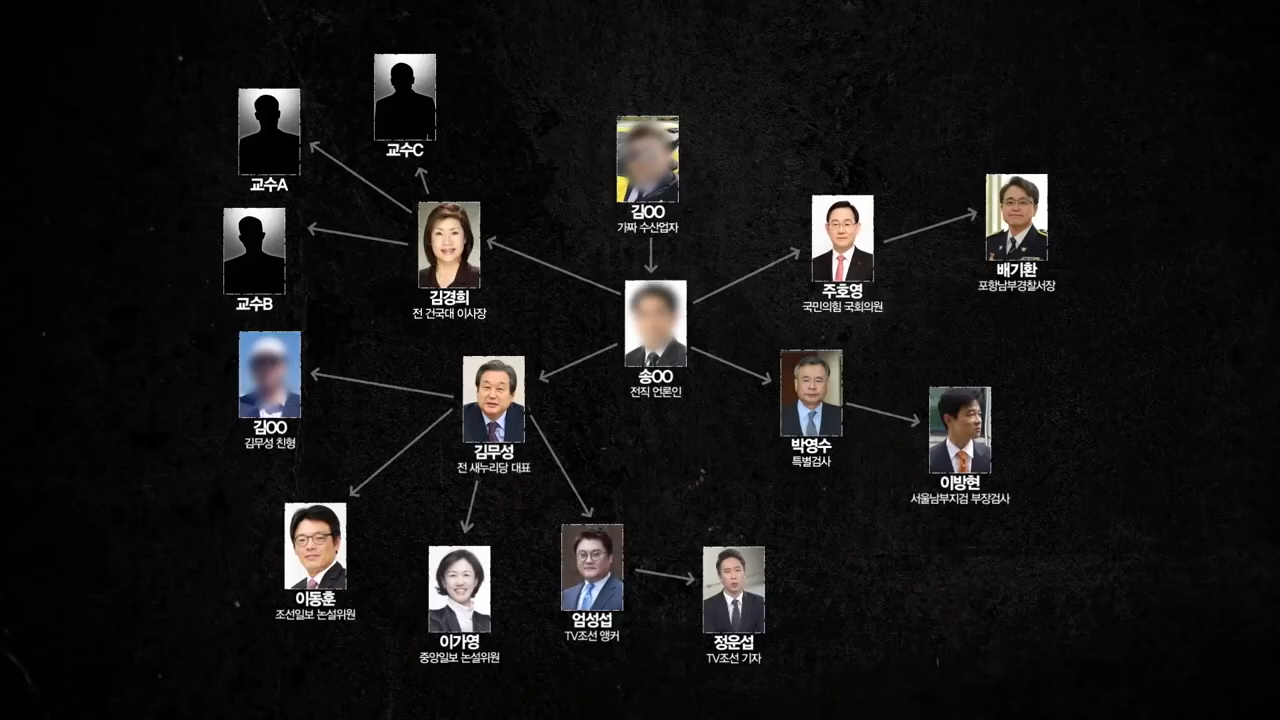 교수C
교수A
김OO
가짜 수산업자
배기환
포항남부경찰서장
주호영
국민의힘 국회의원
김경희
전 건국대 이사장
교수B
송OO
전직 언론인
김OO
김무성 친형
김무성
전 새누리당 대표
박영수
특별검사
이방현
서울남부지검 부장검사
이동훈
조선일보 논설위원
엄성섭
TV조선 앵커
이가영
중앙일보 논설위원
정운섭
TV조선 기자